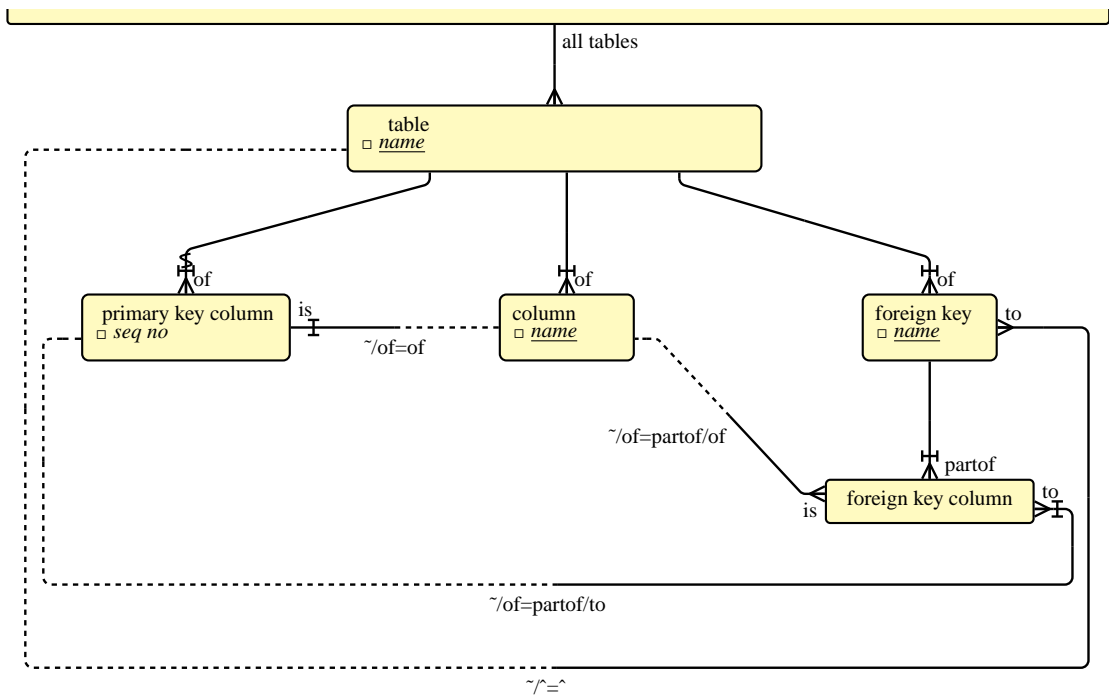 all tables
table
name
of
of
of
primary key column
seq no
is
~/of=of
column
name
foreign key
name
to
~/of=partof/of
partof
is
foreign key column
to
~/of=partof/to
~/^=^